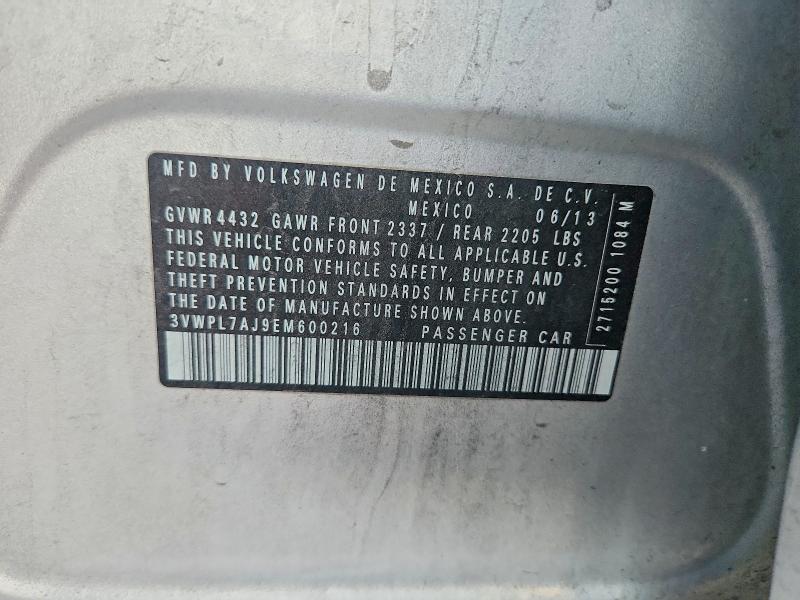 MFD BY VOLKSWAGEN DE MEXICO S.A. DE C.V.
MEXICO 06/13
GVWR 4432 GAWR FRONT 2337 / REAR 2205 LBS
THIS VEHICLE CONFORMS TO ALL APPLICABLE U.S.
FEDERAL MOTOR VEHICLE SAFETY, BUMPER AND
THEFT PREVENTION STANDARDS IN EFFECT ON
THE DATE OF MANUFACTURE SHOWN ABOVE.
3VWPL7AJ9EM600216 PASSENGER CAR
2715200 1084 M